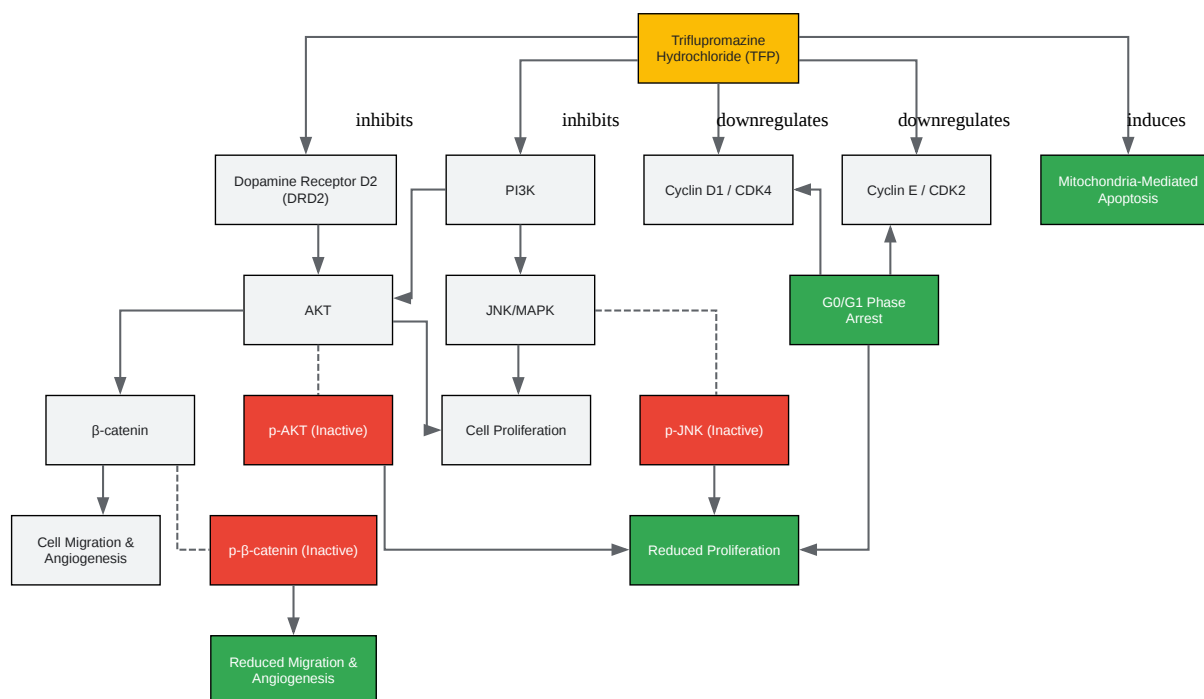 Triflupromazine
Hydrochloride (TFP)
inhibits
inhibits
downregulates
downregulates
induces
Dopamine Receptor D2
(DRD2)
PI3K
Cyclin D1 / CDK4
Cyclin E / CDK2
Mitochondria-Mediated
Apoptosis
AKT
JNK/MAPK
G0/G1 Phase
Arrest
β-catenin
p-AKT (Inactive)
Cell Proliferation
p-JNK (Inactive)
Cell Migration &
Angiogenesis
p-β-catenin (Inactive)
Reduced Proliferation
Reduced Migration &
Angiogenesis